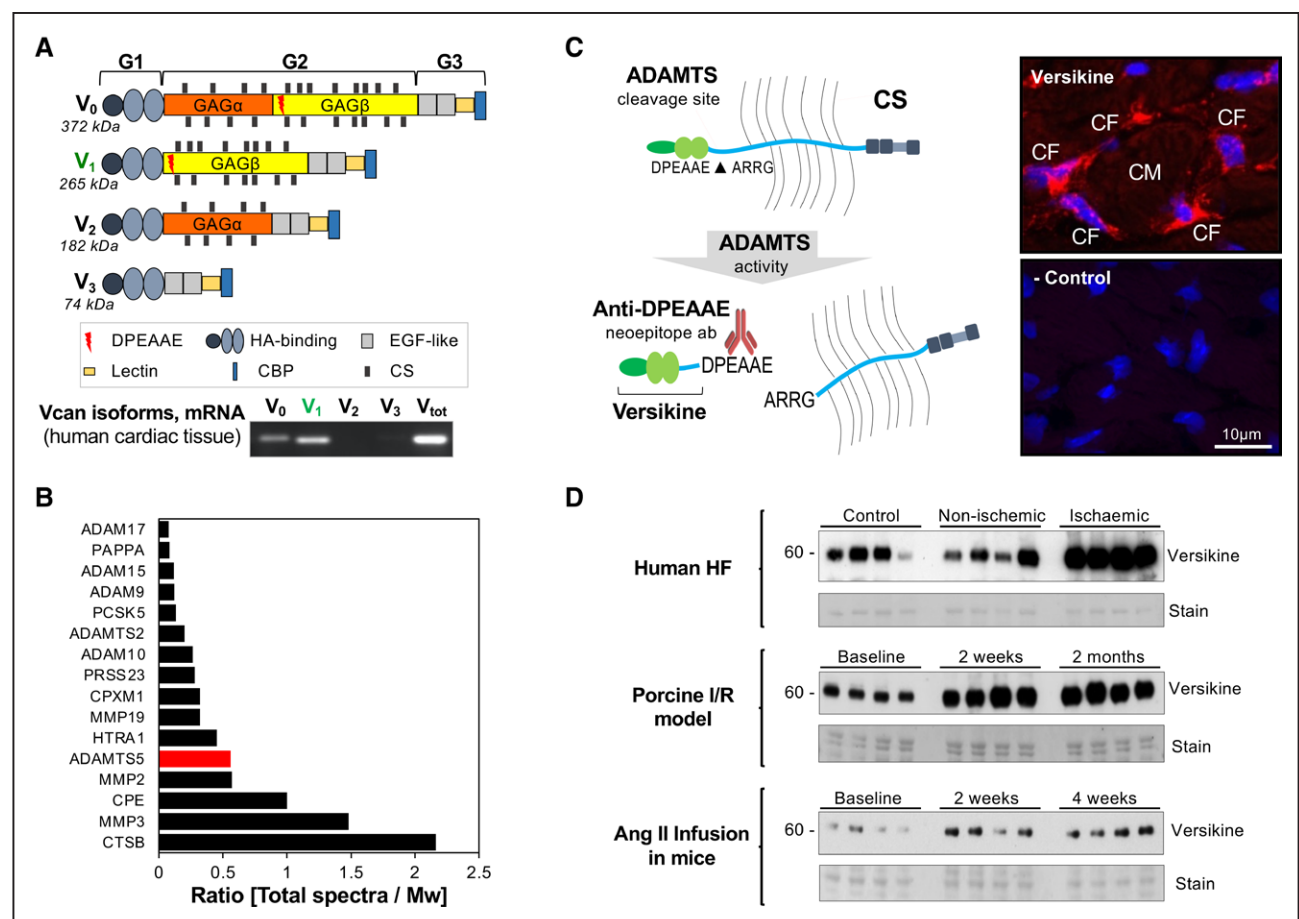 A
G1 G2 G3
V0 GAGα GAGβ
372 kDa
V1 GAGβ
265 kDa
V2 GAGα
182 kDa
V3
74 kDa
DPEAAE HA-binding EGF-like
Lectin CBP CS
Vcan isoforms, mRNA
(human cardiac tissue)
V0 V1 V2 V3 Vtot
B
ADAM17
PAPPA
ADAM15
ADAM9
PCSK5
ADAMTS2
ADAM10
PRSS23
CPXM1
MMP19
HTRA1
ADAMTS5
MMP2
CPE
MMP3
CTSB
0 0.5 1 1.5 2 2.5
Ratio [Total spectra / Mw]
C
ADAMTS
cleavage site
CS
DPEAAE ▲ ARRG
ADAMTS
activity
Anti-DPEAAE
neoepitope ab
DPEAAE
Versikine
ARRG
Versikine
CF
CF
CF
CM
CF
CF
- Control
10µm
D
Human HF
Control Non-ischemic Ischaemic
60 - Versikine
Stain
Porcine I/R
model
Baseline 2 weeks 2 months
60 - Versikine
Stain
Ang II Infusion
in mice
Baseline 2 weeks 4 weeks
60 - Versikine
Stain